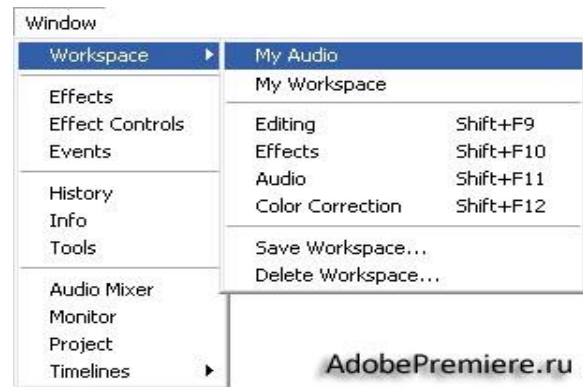 Window
Workspace
Effects
Effect Controls
Events
History
Info
Tools
Audio Mixer
Monitor
Project
Timelines
My Audio
My Workspace
Editing Shift+F9
Effects Shift+F10
Audio Shift+F11
Color Correction Shift+F12
Save Workspace...
Delete Workspace...
AdobePremiere.ru